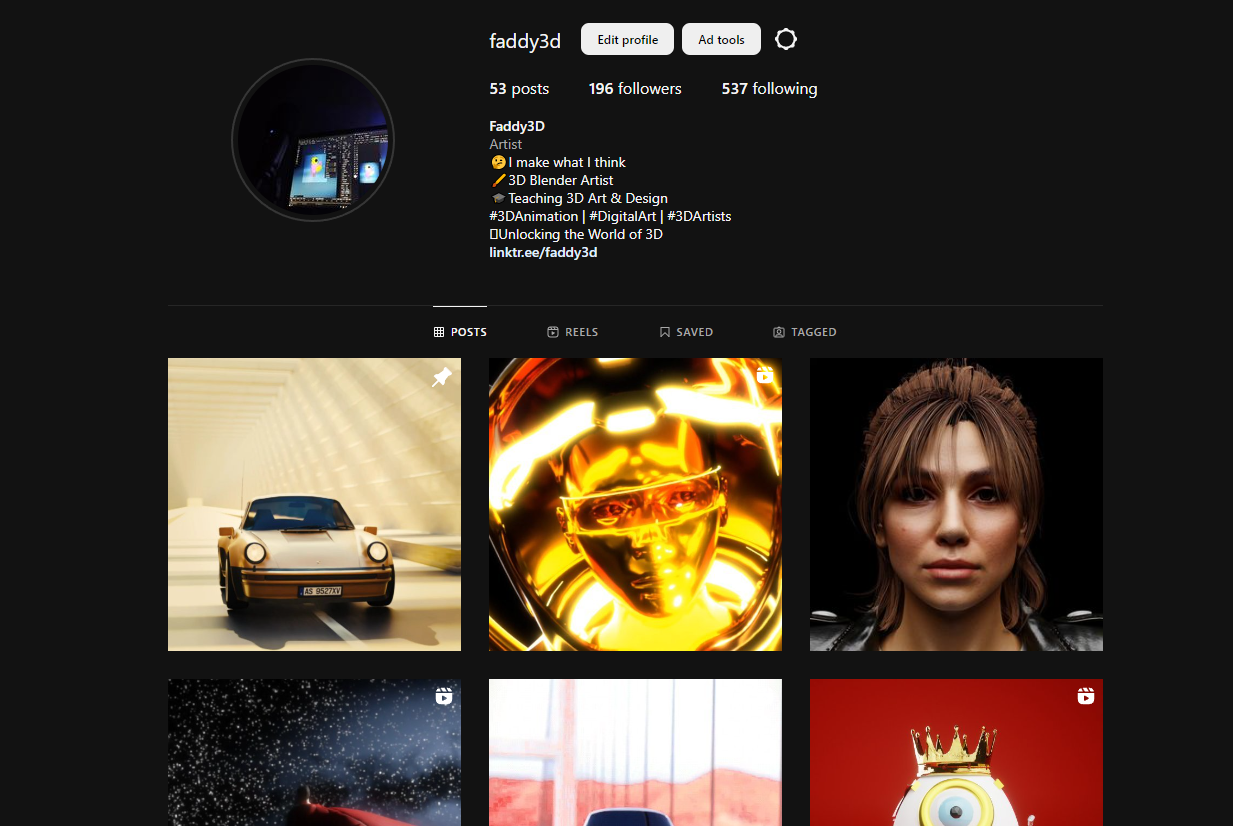 faddy3d Edit profile Ad tools
53 posts 196 followers 537 following
Faddy3D
Artist
🤔I make what I think
🖌️3D Blender Artist
🎓Teaching 3D Art & Design
#3DAnimation | #DigitalArt | #3DArtists
▯Unlocking the World of 3D
linktr.ee/faddy3d
POSTS REELS SAVED TAGGED
AS 9527XV